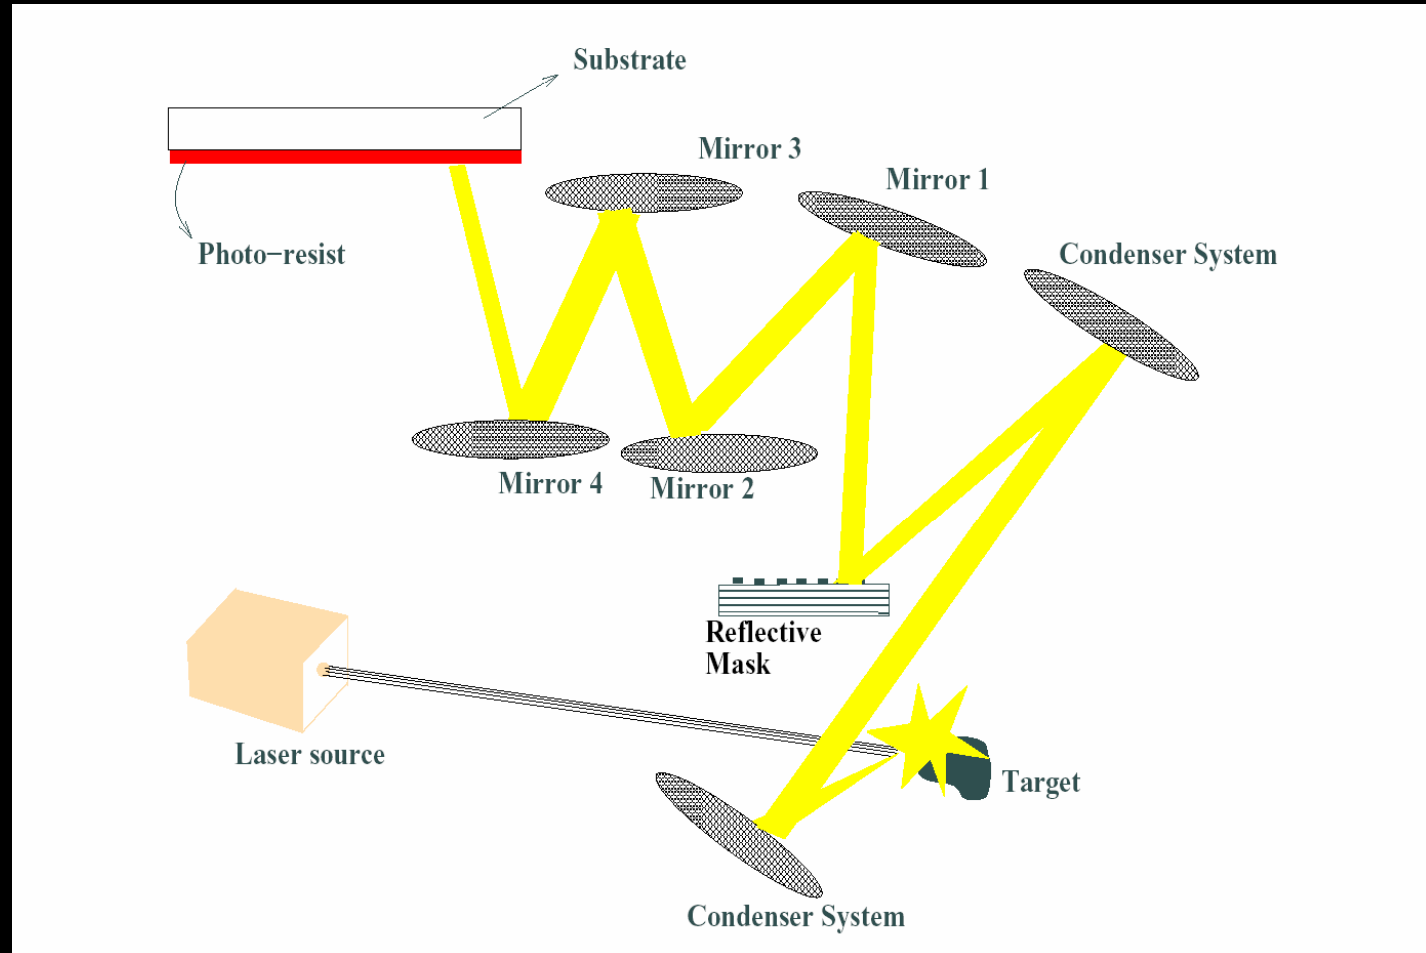 Substrate
Mirror 3
Mirror 1
Photo−resist
Condenser System
Mirror 4
Mirror 2
Reflective
Mask
Laser source
Target
Condenser System